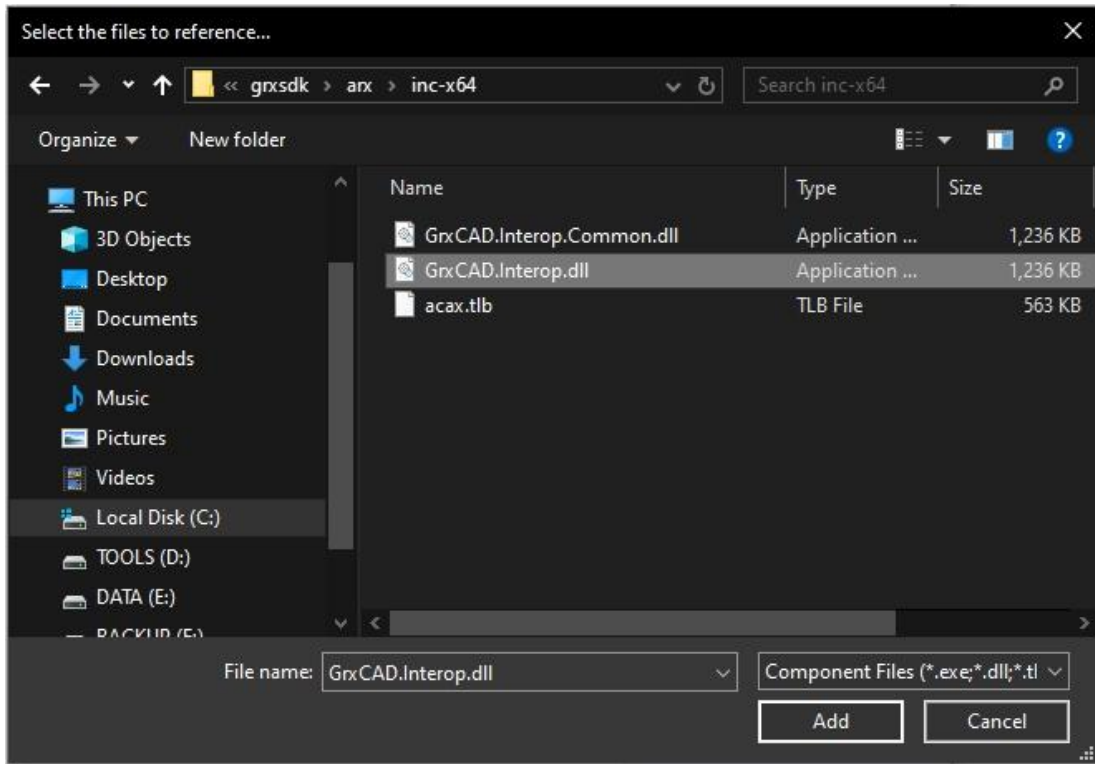 Select the files to reference...
« grxsdk › arx › inc-x64
Search inc-x64
Organize
New folder
This PC
3D Objects
Desktop
Documents
Downloads
Music
Pictures
Videos
Local Disk (C:)
TOOLS (D:)
DATA (E:)
BACKUP (F:)
Name Type Size
GrxCAD.Interop.Common.dll Application ... 1,236 KB
GrxCAD.Interop.dll Application ... 1,236 KB
acax.tlb TLB File 563 KB
File name: GrxCAD.Interop.dll Component Files (*.exe;*.dll;*.tl
Add Cancel